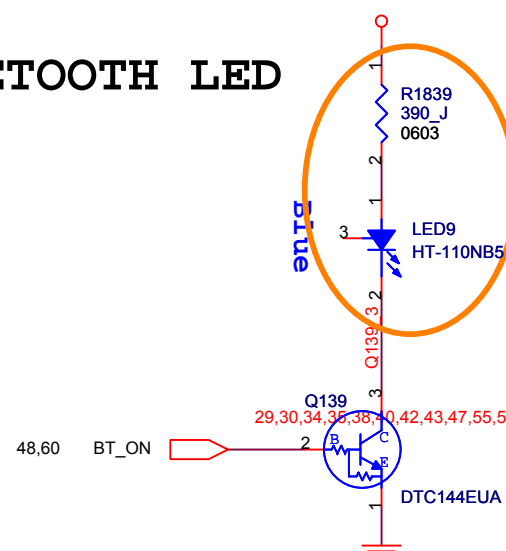 ETOOTH LED
1
R1839
390_J
0603
2
1
Blue
3
LED9
HT-110NB5
2
Q139_3
3
Q139
29,30,34,35,38,40,42,43,47,55,5
48,60 BT_ON
2
B
C
E
DTC144EUA
1